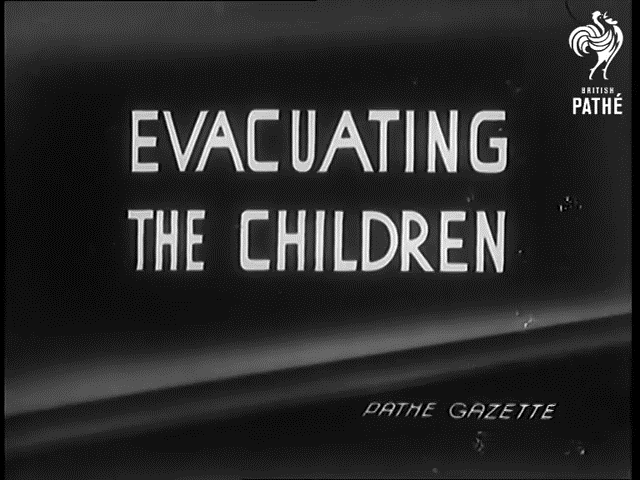 BRITISH
PATHÉ
EVACUATING
THE CHILDREN
PATHE GAZETTE